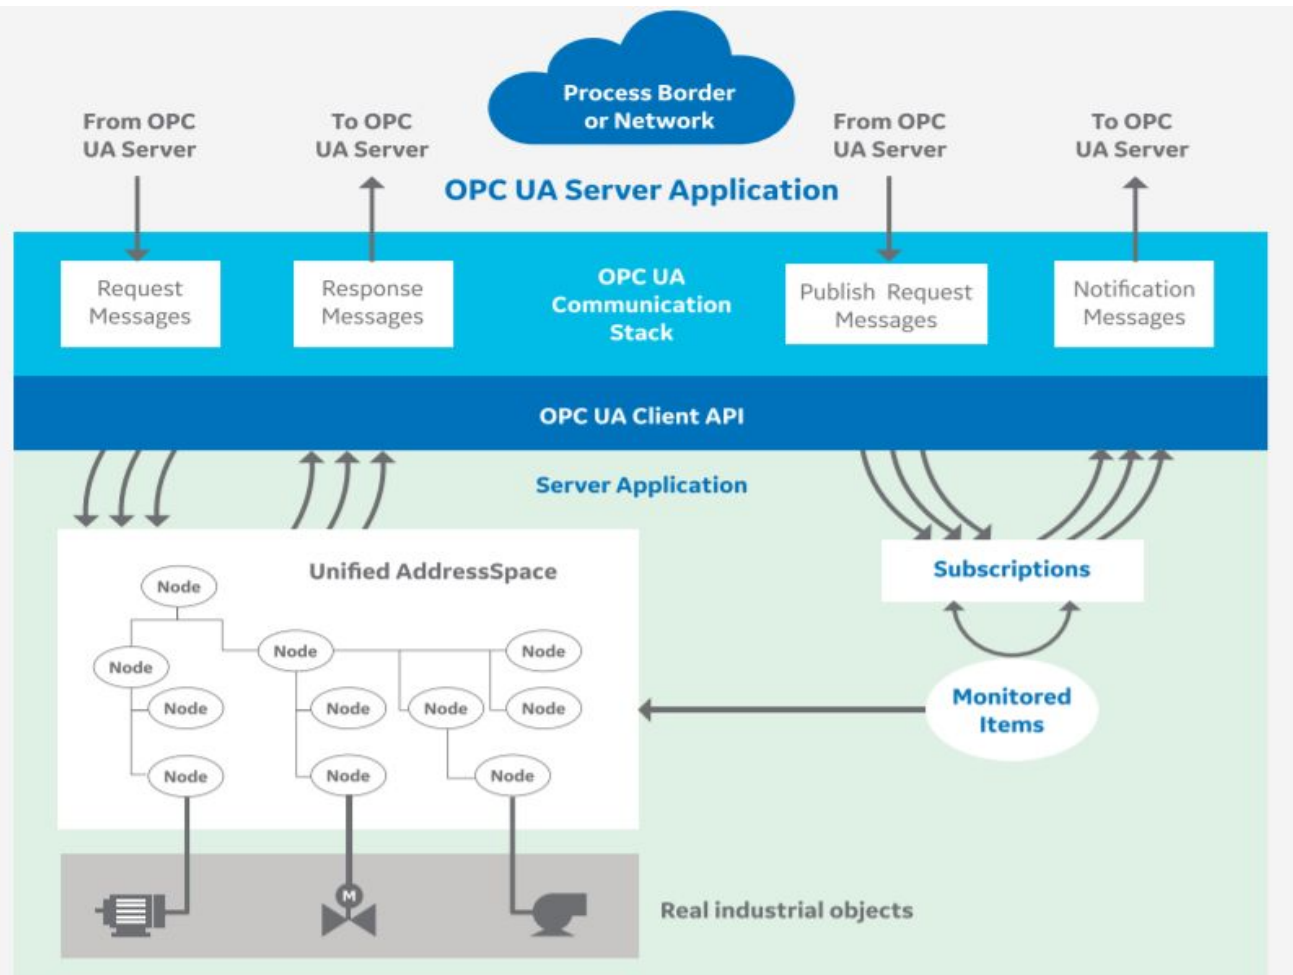 Process Border
or Network
From OPC
UA Server
To OPC
UA Server
From OPC
UA Server
To OPC
UA Server
OPC UA Server Application
Request
Messages
Response
Messages
OPC UA
Communication
Stack
Publish Request
Messages
Notification
Messages
OPC UA Client API
Server Application
Unified AddressSpace
Subscriptions
Node
Node
Node
Node
Node
Node
Node
Node
Monitored
Items
Node
Node
Node
M
Real industrial objects